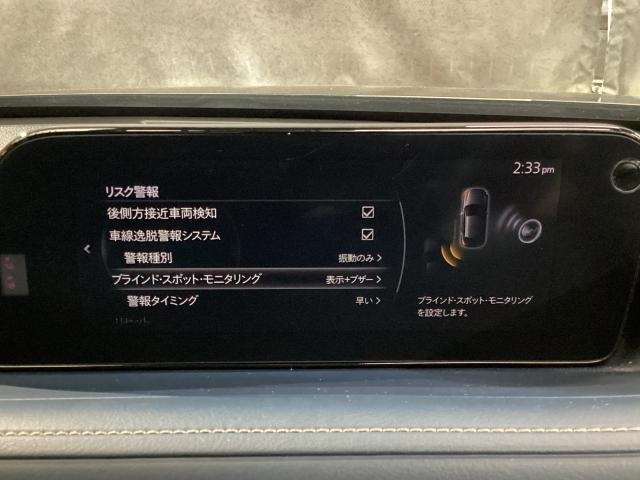 2:33 pm
リスク警報
後側方接近車両検知
車線逸脱警報システム
警報種別 振動のみ
ブラインド・スポット・モニタリング 表示+ブザー
警報タイミング 早い
ブラインド・スポット・モニタリング
を設定します。